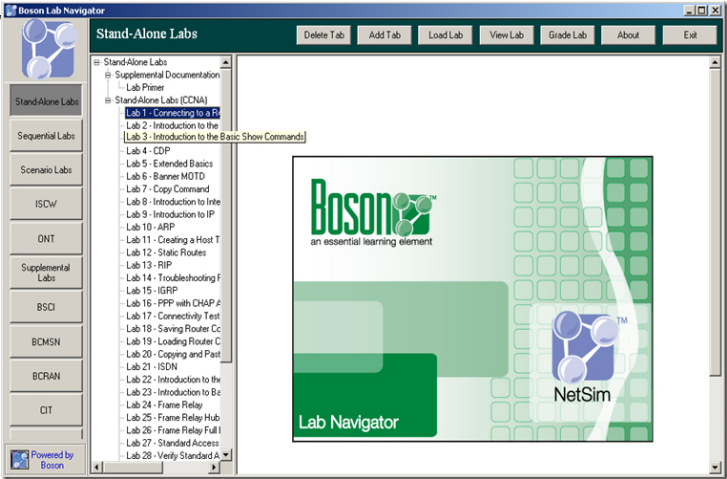 Boson Lab Navigator
Stand-Alone Labs
Delete Tab
Add Tab
Load Lab
View Lab
Grade Lab
About
Exit
Stand-Alone Labs
Sequential Labs
Scenario Labs
ISCW
ONT
Supplemental
Labs
BSCI
BCMSN
BCRAN
CIT
Powered by
Boson
Stand-Alone Labs
Supplemental Documentation
Lab Primer
Stand-Alone Labs (CCNA)
Lab 1 - Connecting to a
Lab 2 - Introduction to the
Lab 3 - Introduction to the Basic Show Commands
Lab 4 - CDP
Lab 5 - Extended Basics
Lab 6 - Banner MOTD
Lab 7 - Copy Command
Lab 8 - Introduction to Inte
Lab 9 - Introduction to IP
Lab 10 - ARP
Lab 11 - Creating a Host T
Lab 12 - Static Routes
Lab 13 - RIP
Lab 14 - Troubleshooting F
Lab 15 - IGRP
Lab 16 - PPP with CHAP A
Lab 17 - Connectivity Test
Lab 18 - Saving Router Co
Lab 19 - Loading Router C
Lab 20 - Copying and Past
Lab 21 - ISDN
Lab 22 - Introduction to the
Lab 23 - Introduction to Ba
Lab 24 - Frame Relay
Lab 25 - Frame Relay Hub
Lab 26 - Frame Relay Full
Lab 27 - Standard Access
Lab 28 - Verify Standard A
Boson™
an essential learning element
TM
NetSim
Lab Navigator